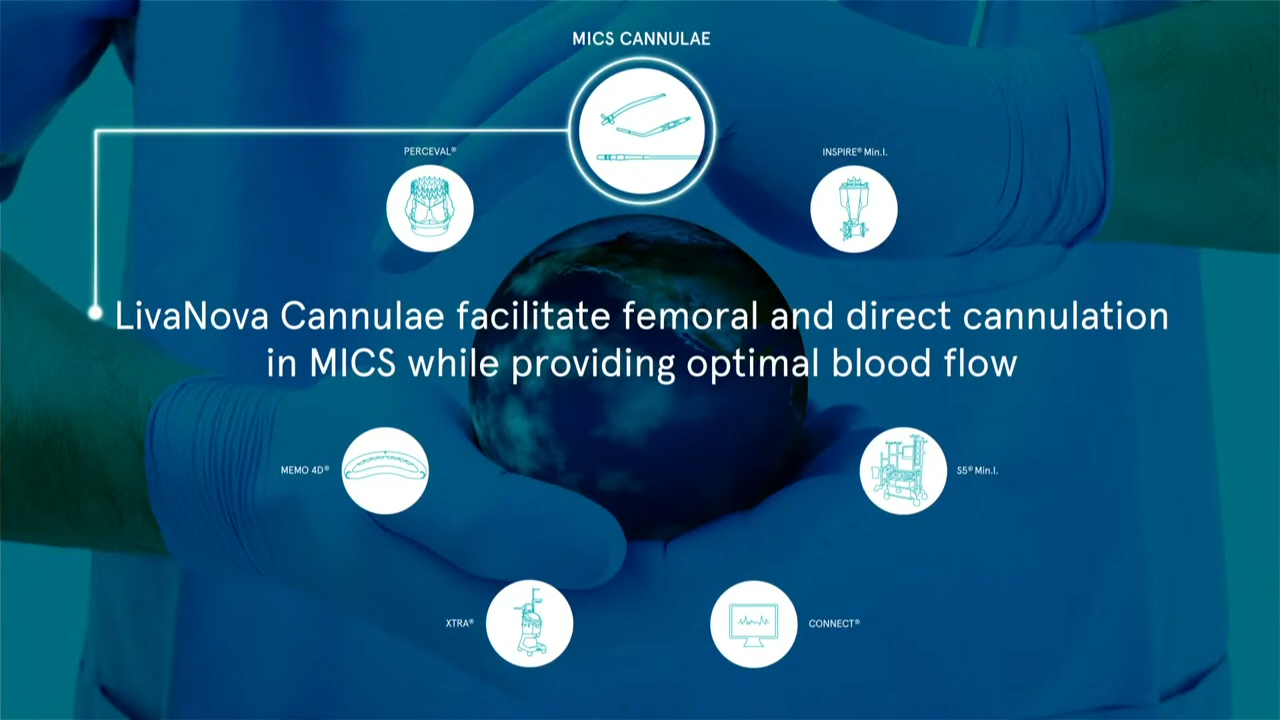 MICS CANNULAE
PERCEVAL®
INSPIRE® Min.I.
LivaNova Cannulae facilitate femoral and direct cannulation
in MICS while providing optimal blood flow
MEMO 4D®
S5® Min.I.
XTRA®
CONNECT®